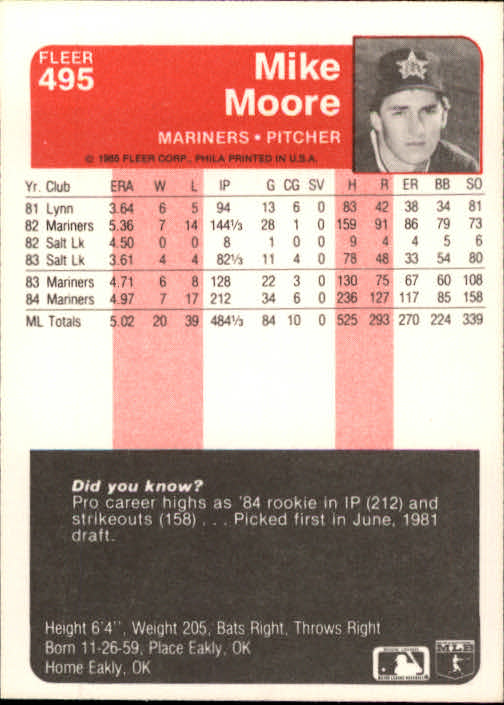 FLEER
495
Mike
Moore
MARINERS • PITCHER
© 1985 FLEER CORP., PHILA PRINTED IN U.S.A.
Yr. Club ERA W L IP G CG SV H R ER BB SO
81 Lynn 3.64 6 5 94 13 6 0 83 42 38 34 81
82 Mariners 5.36 7 14 144⅓ 28 1 0 159 91 86 79 73
82 Salt Lk 4.50 0 0 8 1 0 0 9 4 4 5 6
83 Salt Lk 3.61 4 4 82⅓ 11 4 0 78 48 33 54 80
83 Mariners 4.71 6 8 128 22 3 0 130 75 67 60 108
84 Mariners 4.97 7 17 212 34 6 0 236 127 117 85 158
ML Totals 5.02 20 39 484⅓ 84 10 0 525 293 270 224 339
Did you know?
Pro career highs as '84 rookie in IP (212) and
strikeouts (158) . . . Picked first in June, 1981
draft.
Height 6'4'', Weight 205, Bats Right, Throws Right
Born 11-26-59, Place Eakly, OK
Home Eakly, OK